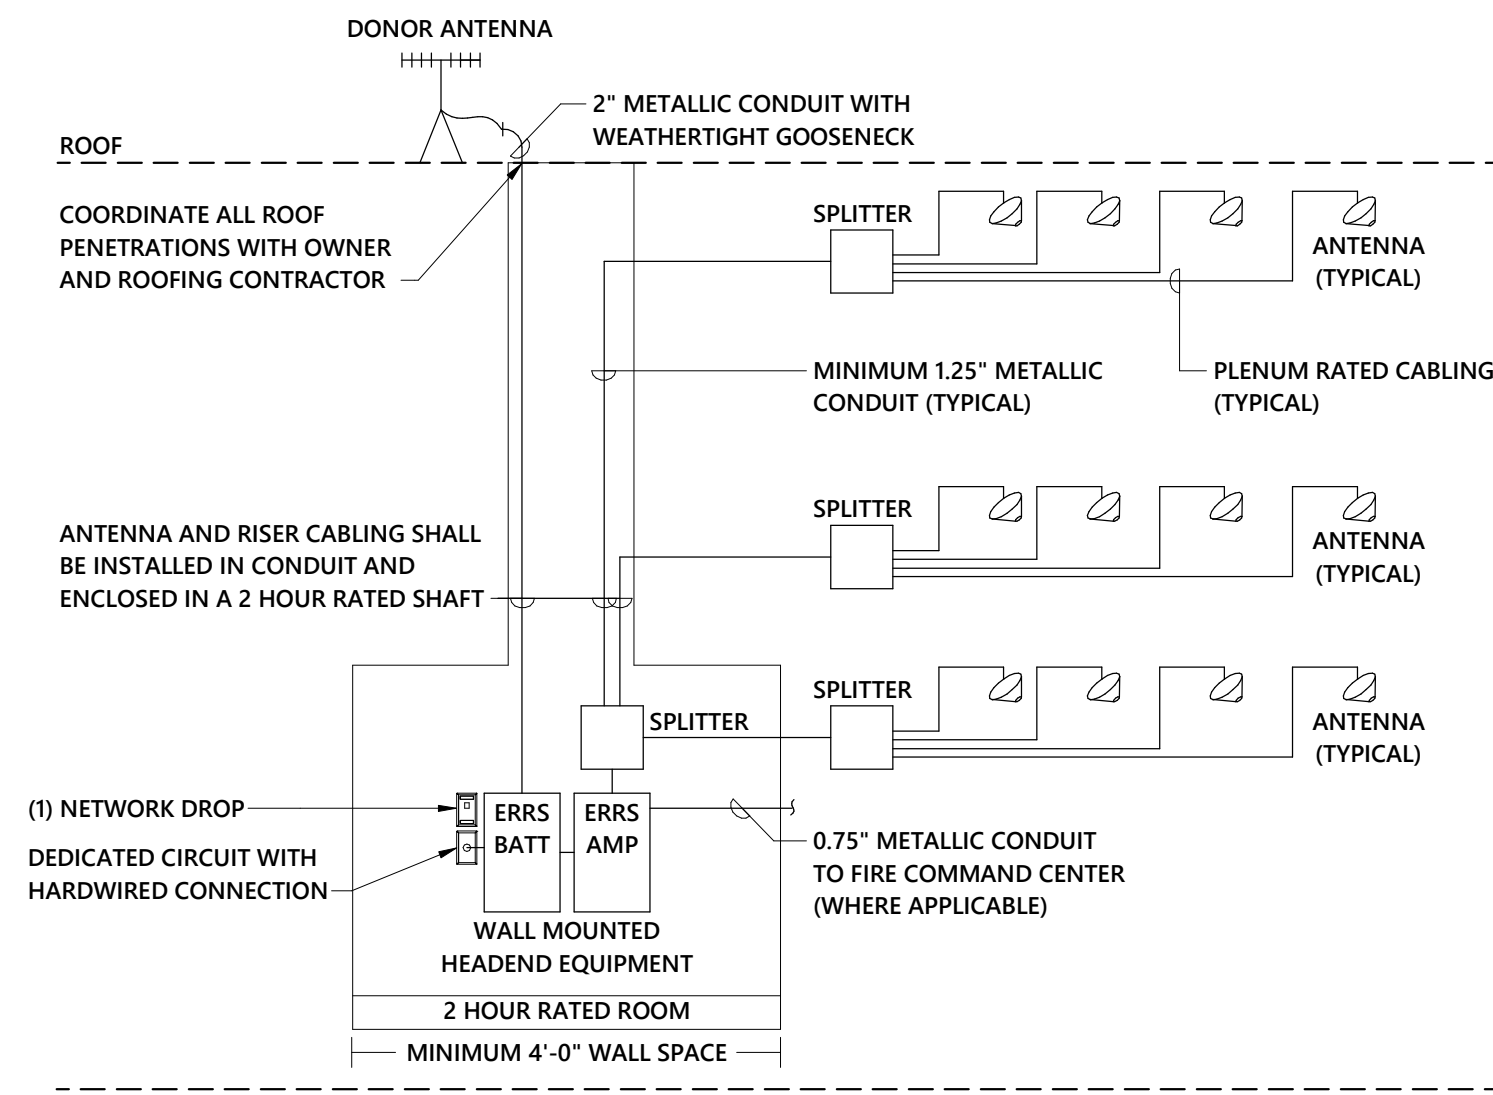 DONOR ANTENNA
2" METALLIC CONDUIT WITH
WEATHERTIGHT GOOSENECK
ROOF
COORDINATE ALL ROOF
PENETRATIONS WITH OWNER
AND ROOFING CONTRACTOR
SPLITTER
ANTENNA
(TYPICAL)
MINIMUM 1.25" METALLIC
CONDUIT (TYPICAL)
PLENUM RATED CABLING
(TYPICAL)
ANTENNA AND RISER CABLING SHALL
BE INSTALLED IN CONDUIT AND
ENCLOSED IN A 2 HOUR RATED SHAFT
SPLITTER
ANTENNA
(TYPICAL)
SPLITTER
SPLITTER
ANTENNA
(TYPICAL)
(1) NETWORK DROP
DEDICATED CIRCUIT WITH
HARDWIRED CONNECTION
ERRS
BATT
ERRS
AMP
0.75" METALLIC CONDUIT
TO FIRE COMMAND CENTER
(WHERE APPLICABLE)
WALL MOUNTED
HEADEND EQUIPMENT
2 HOUR RATED ROOM
MINIMUM 4'-0" WALL SPACE